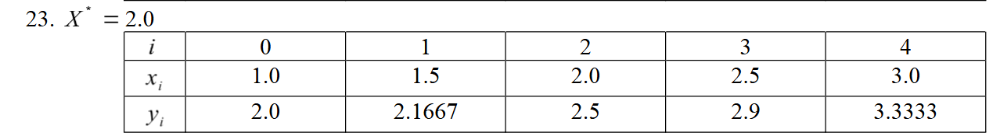 23. X* = 2.0
i 0 1 2 3 4
xᵢ 1.0 1.5 2.0 2.5 3.0
yᵢ 2.0 2.1667 2.5 2.9 3.3333